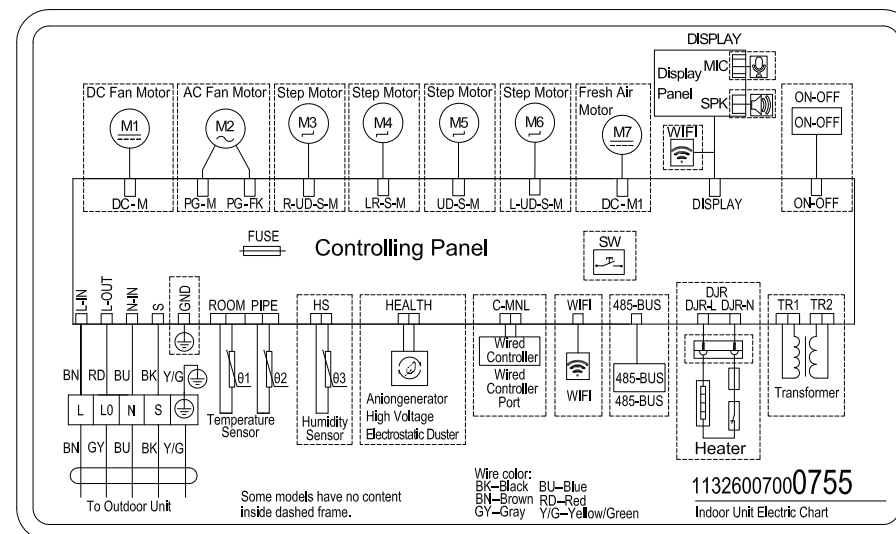 DISPLAY
Display Panel
MIC
SPK
WIFI
ON-OFF
ON-OFF
DC Fan Motor
AC Fan Motor
Step Motor
Step Motor
Step Motor
Step Motor
Fresh Air
Motor
M1
M2
M3
M4
M5
M6
M7
DC-M
PG-M
PG-FK
R-UD-S-M
LR-S-M
UD-S-M
L-UD-S-M
DC-M1
DISPLAY
ON-OFF
FUSE
Controlling Panel
SW
L-IN
L-OUT
N-IN
S
GND
ROOM
PIPE
HS
HEALTH
C-MNL
WIFI
485-BUS
DJR
DJR-L
DJR-N
TR1
TR2
BN
RD
BU
BK
Y/G
θ1
θ2
θ3
Wired
Controller
Wired
Controller
Port
WIFI
485-BUS
485-BUS
Transformer
L
L0
N
S
Temperature
Sensor
Humidity
Sensor
Aniongenerator
High Voltage
Electrostatic Duster
Heater
BN
GY
BU
BK
Y/G
To Outdoor Unit
Some models have no content
inside dashed frame.
Wire color:
BK–Black BU–Blue
BN–Brown RD–Red
GY–Gray Y/G–Yellow/Green
11326007000755
Indoor Unit Electric Chart